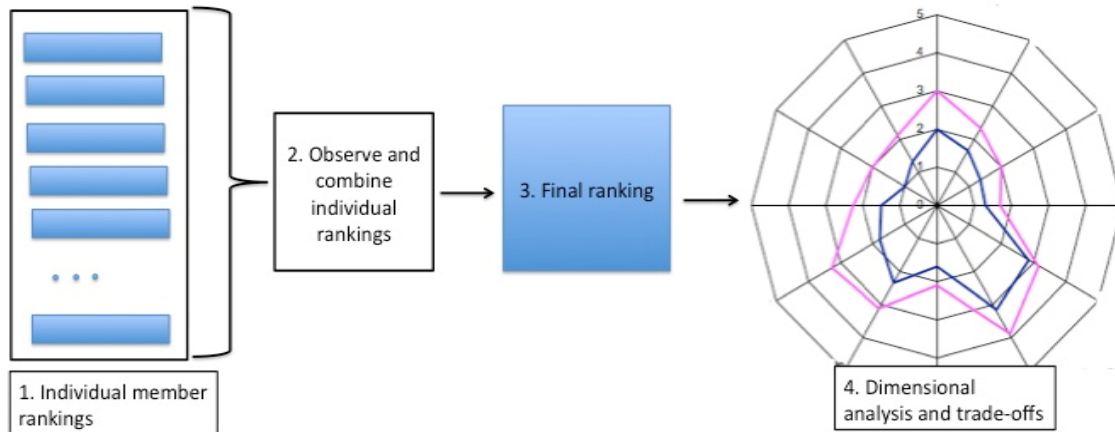 1. Individual member
rankings
2. Observe and
combine
individual
rankings
3. Final ranking
5
4
3
2
1
0
4. Dimensional
analysis and trade-offs